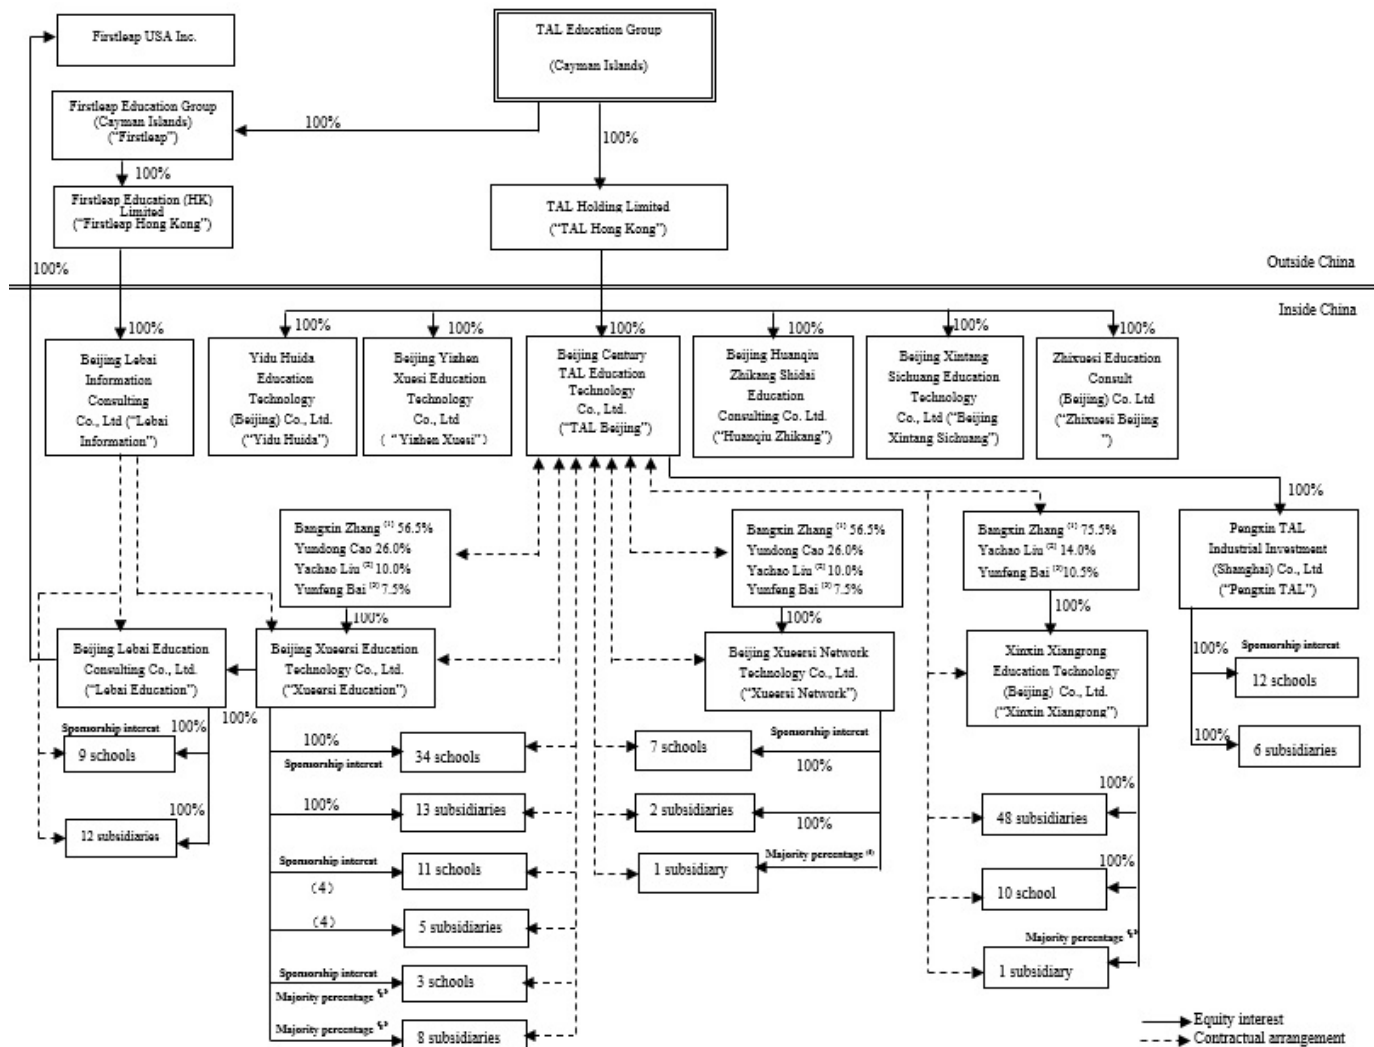 Firstleap USA Inc.
TAL Education Group
(Cayman Islands)
Firstleap Education Group
(Cayman Islands)
("Firstleap")
100%
100%
100%
Firstleap Education (HK)
Limited
("Firstleap Hong Kong")
TAL Holding Limited
("TAL Hong Kong")
100%
Outside China
Inside China
100%
100%
100%
100%
100%
100%
100%
Beijing Lebai
Information
Consulting
Co., Ltd ("Lebai
Information")
Yidu Huida
Education
Technology
(Beijing) Co., Ltd.
("Yidu Huida")
Beijing Yizhen
Xuesi Education
Technology
Co., Ltd
( "Yizhen Xuesi" )
Beijing Century
TAL Education
Technology
Co., Ltd.
("TAL Beijing")
Beijing Huanqiu
Zhikang Shidai
Education
Consulting Co. Ltd.
("Huanqiu Zhikang")
Beijing Xintang
Sichuang Education
Technology
Co., Ltd ("Beijing
Xintang Sichuang")
Zhixuesi Education
Consult
(Beijing) Co. Ltd
("Zhixuesi Beijing
")
100%
Bangxin Zhang (1) 56.5%
Yundong Cao 26.0%
Yachao Liu (2) 10.0%
Yunfeng Bai (3) 7.5%
Bangxin Zhang (1) 56.5%
Yundong Cao 26.0%
Yachao Liu (2) 10.0%
Yunfeng Bai (3) 7.5%
Bangxin Zhang (1) 75.5%
Yachao Liu (2) 14.0%
Yunfeng Bai (3) 10.5%
Pengxin TAL
Industrial Investment
(Shanghai) Co., Ltd
("Pengxin TAL")
100%
100%
100%
Beijing Lebai Education
Consulting Co., Ltd.
("Lebai Education")
Beijing Xueersi Education
Technology Co., Ltd.
("Xueersi Education")
Beijing Xueersi Network
Technology Co., Ltd.
("Xueersi Network")
Xinxin Xiangrong
Education Technology
(Beijing) Co., Ltd.
("Xinxin Xiangrong")
100%
Sponsorship interest
12 schools
100%
6 subsidiaries
100%
Sponsorship interest
100%
9 schools
100%
12 subsidiaries
100%
Sponsorship interest
34 schools
100%
13 subsidiaries
Sponsorship interest
(4)
11 schools
(4)
5 subsidiaries
Sponsorship interest
Majority percentage
3 schools
Majority percentage
8 subsidiaries
7 schools
Sponsorship interest
100%
2 subsidiaries
100%
1 subsidiary
Majority percentage
100%
48 subsidiaries
100%
10 school
Majority percentage
1 subsidiary
Equity interest
Contractual arrangement